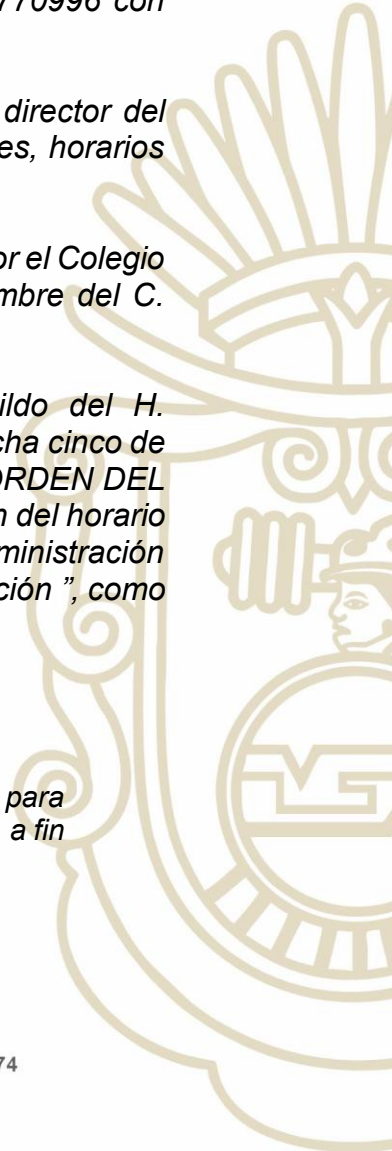 770996 con
director del
es, horarios
or el Colegio
mbre del C.
ildo del H.
cha cinco de
ORDEN DEL
n del horario
ministración
ción ”, como
para
a fin
74